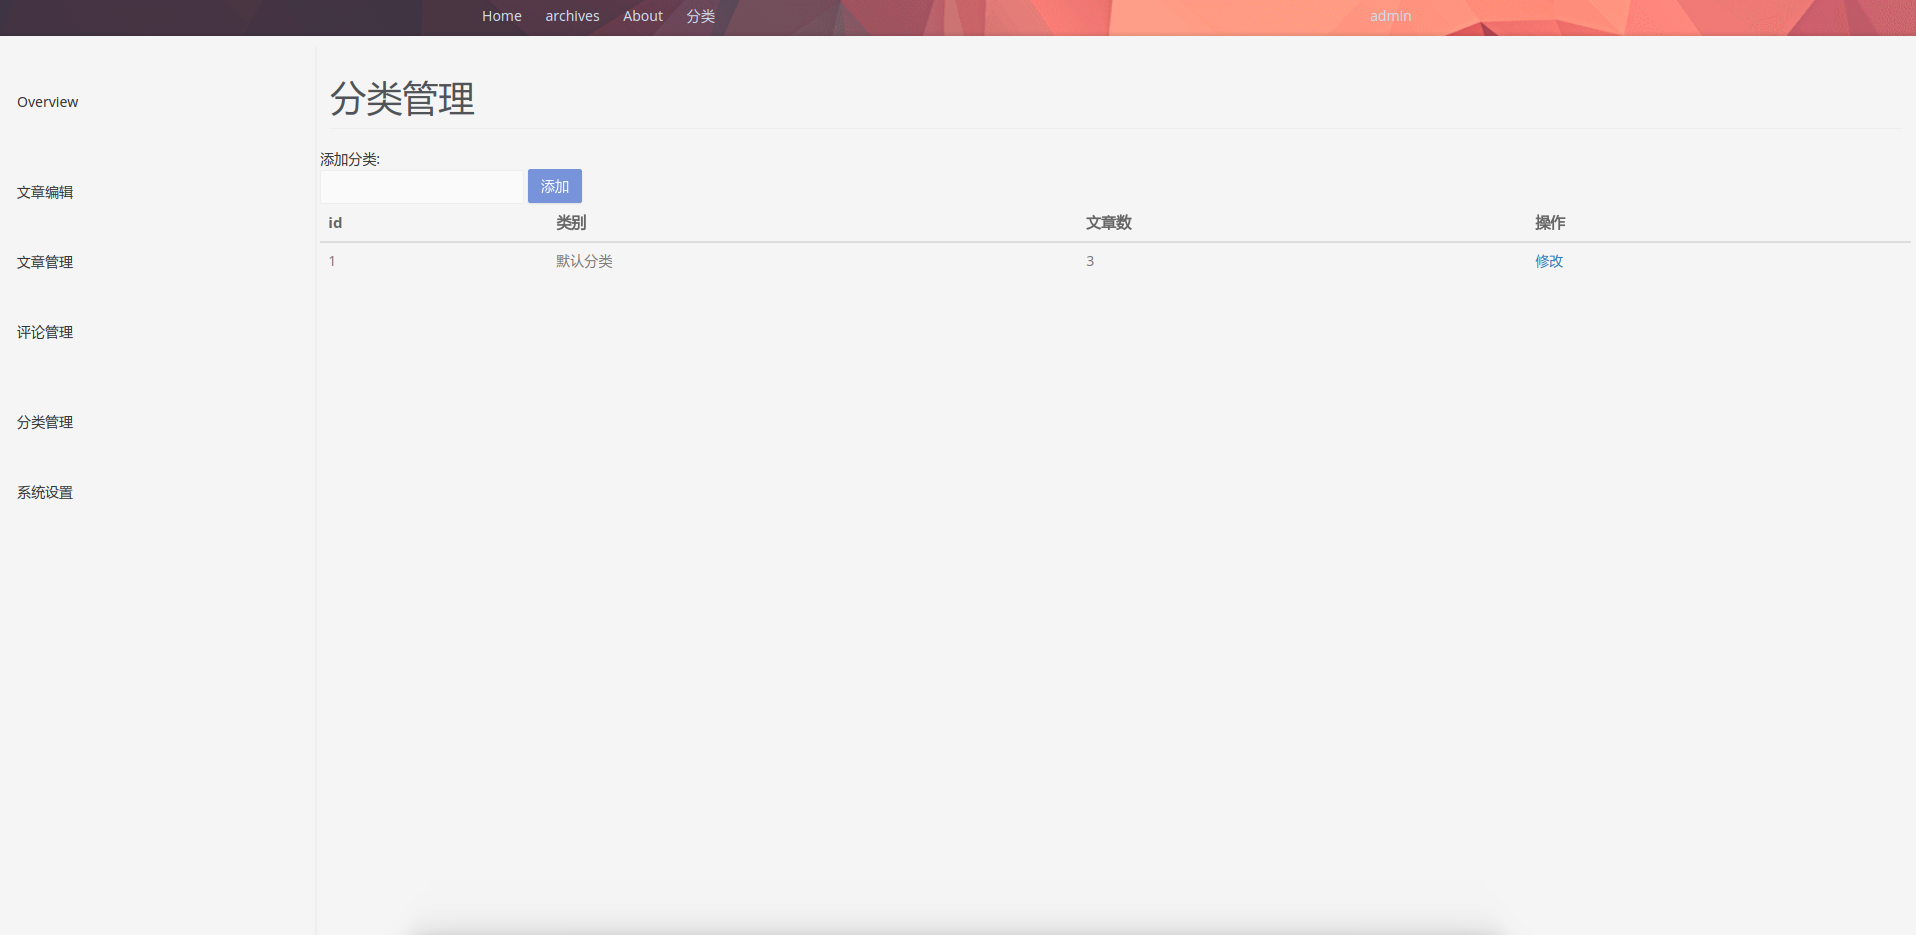 Home archives About 分类 admin
Overview
文章编辑
文章管理
评论管理
分类管理
系统设置
分类管理
添加分类:
添加
id 类别 文章数 操作
1 默认分类 3 修改